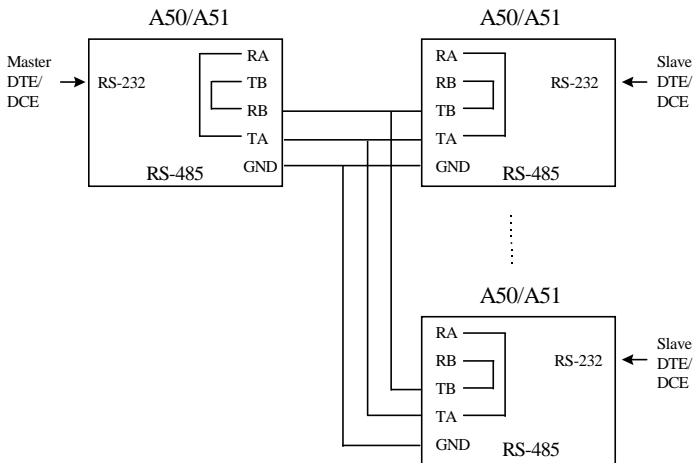 A50/A51
Master
DTE/
DCE
RS-232
RA
TB
RB
TA
GND
RS-485
A50/A51
RA
RB
TB
TA
GND
RS-232
RS-485
Slave
DTE/
DCE
A50/A51
RA
RB
TB
TA
GND
RS-232
RS-485
Slave
DTE/
DCE